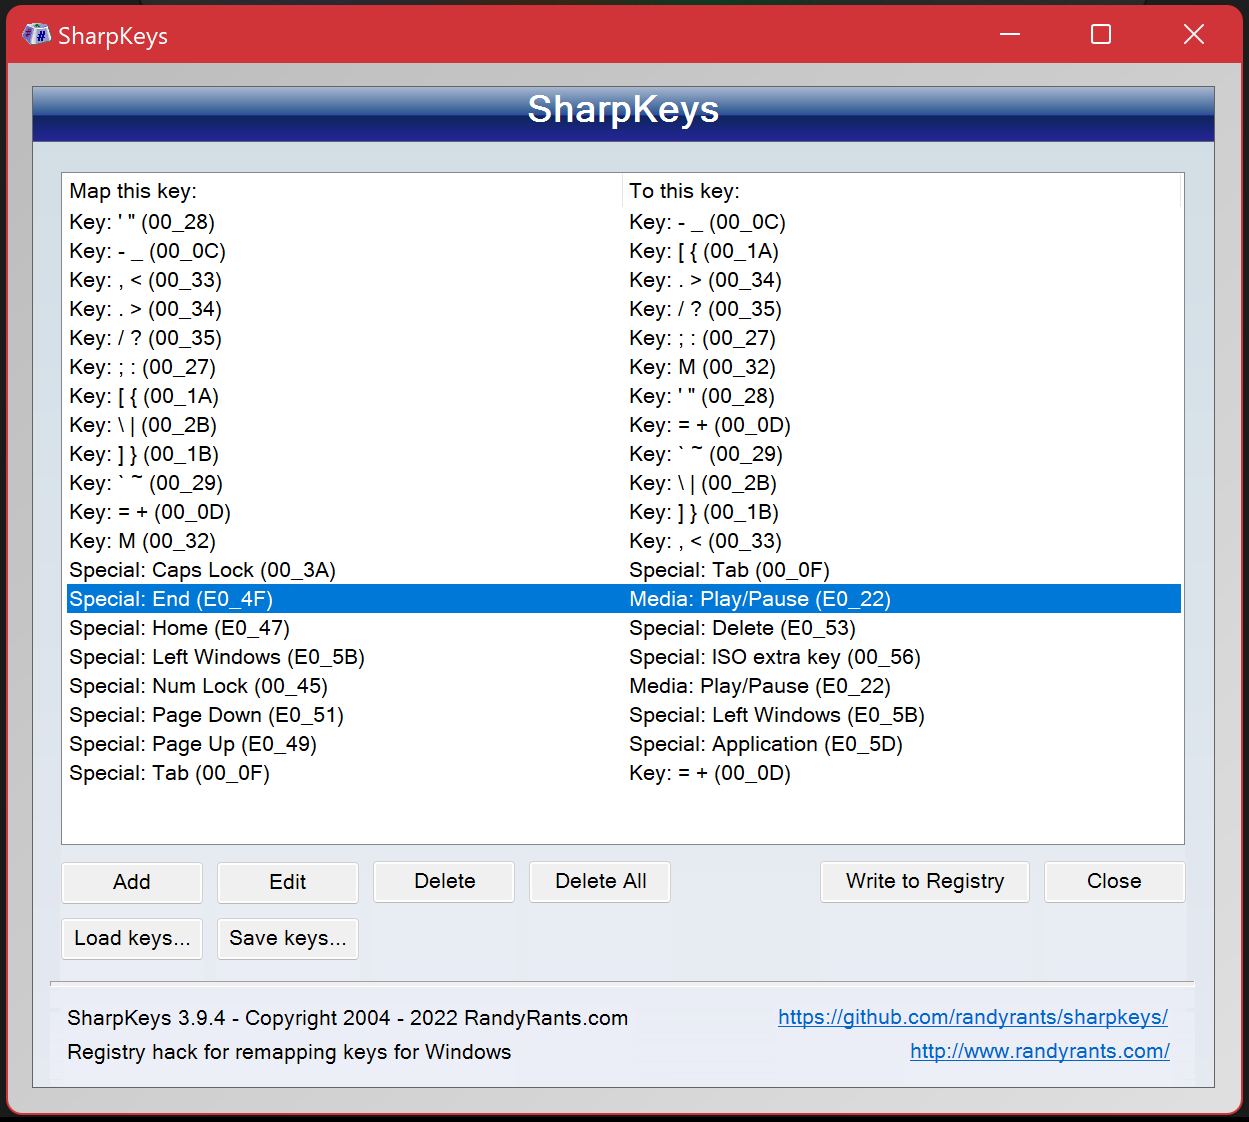 SharpKeys
SharpKeys
Map this key: To this key:
Key: ' " (00_28) Key: - _ (00_0C)
Key: - _ (00_0C) Key: [ { (00_1A)
Key: , < (00_33) Key: . > (00_34)
Key: . > (00_34) Key: / ? (00_35)
Key: / ? (00_35) Key: ; : (00_27)
Key: ; : (00_27) Key: M (00_32)
Key: [ { (00_1A) Key: ' " (00_28)
Key: \ | (00_2B) Key: = + (00_0D)
Key: ] } (00_1B) Key: ` ~ (00_29)
Key: ` ~ (00_29) Key: \ | (00_2B)
Key: = + (00_0D) Key: ] } (00_1B)
Key: M (00_32) Key: , < (00_33)
Special: Caps Lock (00_3A) Special: Tab (00_0F)
Special: End (E0_4F) Media: Play/Pause (E0_22)
Special: Home (E0_47) Special: Delete (E0_53)
Special: Left Windows (E0_5B) Special: ISO extra key (00_56)
Special: Num Lock (00_45) Media: Play/Pause (E0_22)
Special: Page Down (E0_51) Special: Left Windows (E0_5B)
Special: Page Up (E0_49) Special: Application (E0_5D)
Special: Tab (00_0F) Key: = + (00_0D)
Add Edit Delete Delete All Write to Registry Close
Load keys... Save keys...
SharpKeys 3.9.4 - Copyright 2004 - 2022 RandyRants.com https://github.com/randyrants/sharpkeys/
Registry hack for remapping keys for Windows http://www.randyrants.com/